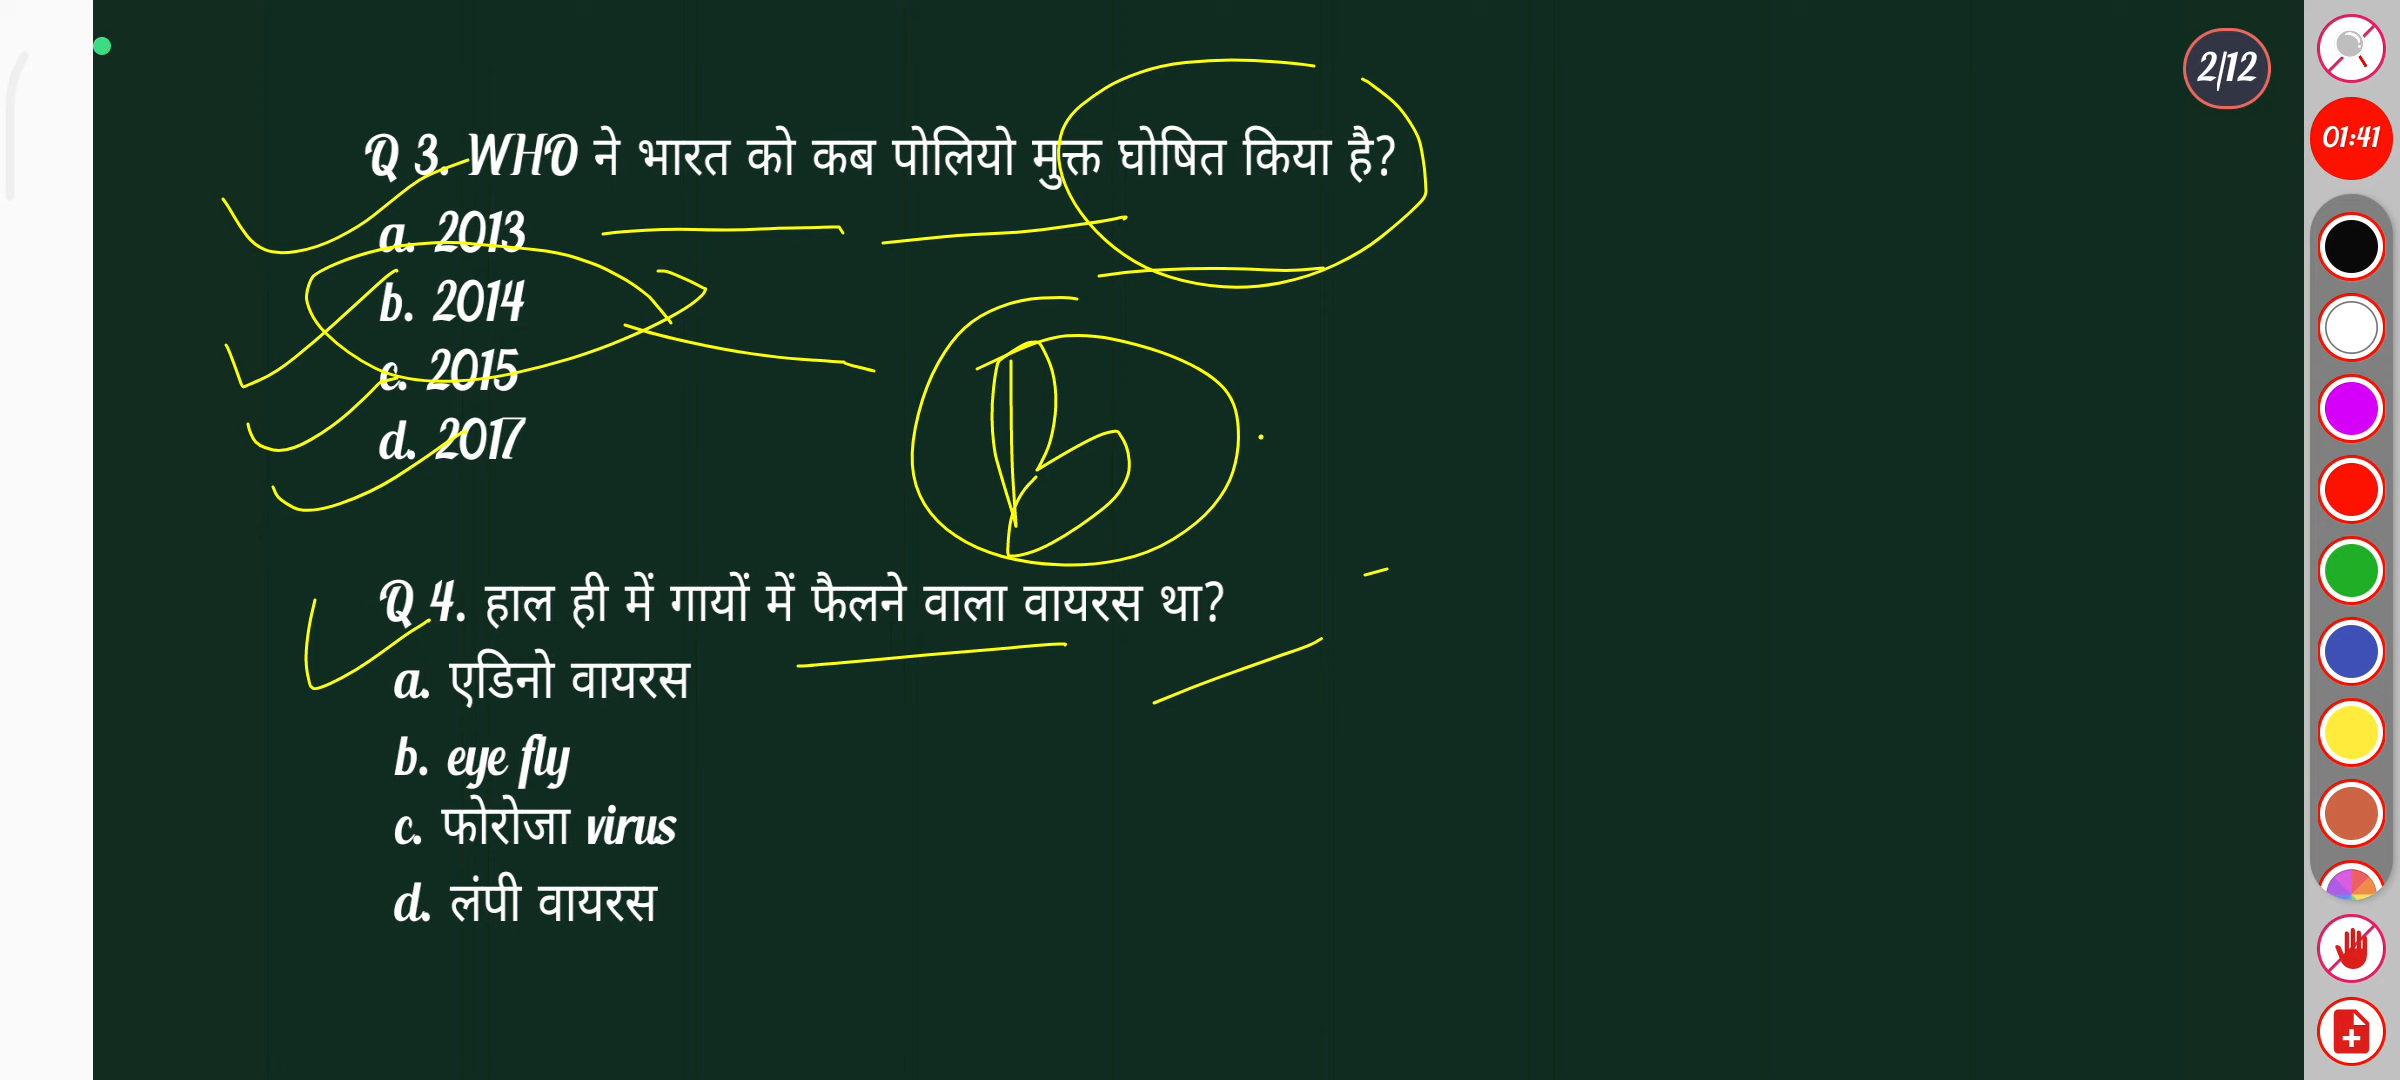 2/12
01:41
Q 3. WHO ने भारत को कब पोलियो मुक्त घोषित किया है?
a. 2013
b. 2014
c. 2015
d. 2017
B
Q 4. हाल ही में गायों में फैलने वाला वायरस था?
a. एडिनो वायरस
b. eye fly
c. फोरोजा virus
d. लंपी वायरस